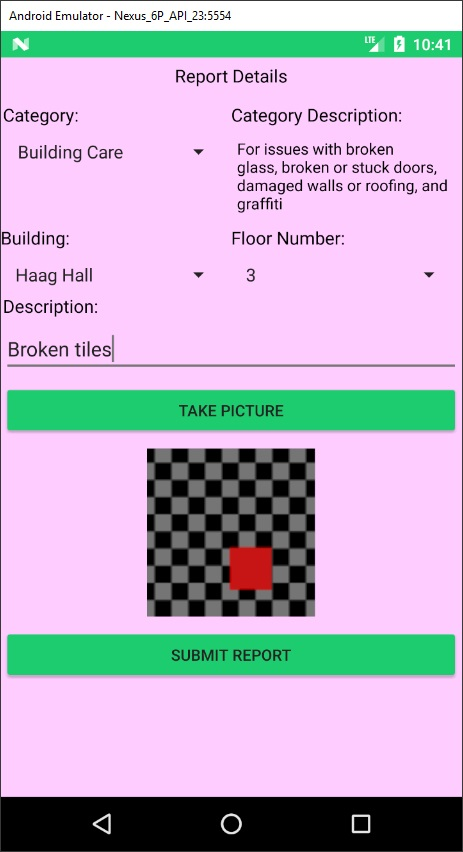 Android Emulator - Nexus_6P_API_23:5554
LTE 10:41
Report Details
Category: Category Description:
Building Care
For issues with broken
glass, broken or stuck doors,
damaged walls or roofing, and
graffiti
Building: Floor Number:
Haag Hall 3
Description:
Broken tiles
TAKE PICTURE
SUBMIT REPORT